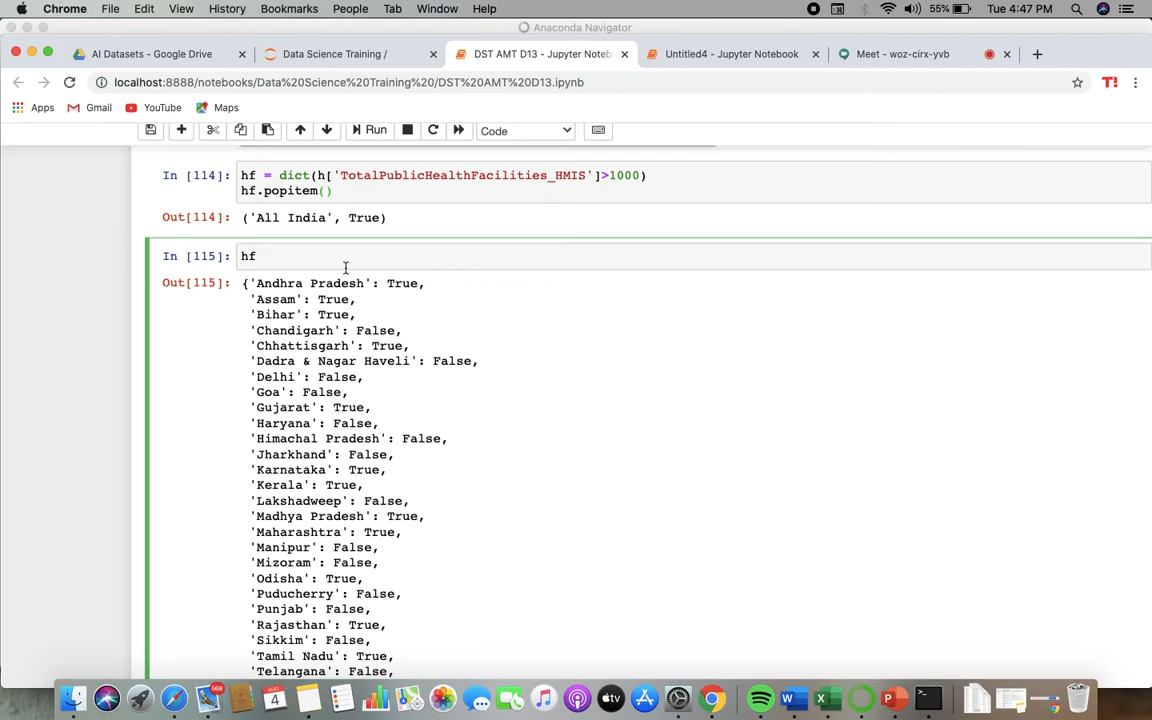 Chrome File Edit View History Bookmarks People Tab Window Help 55% Tue 4:47 PM
Anaconda Navigator
AI Datasets - Google Drive × Data Science Training / × DST AMT D13 - Jupyter Noteb × Untitled4 - Jupyter Notebook × Meet - woz-cirx-yvb × +
localhost:8888/notebooks/Data%20Science%20Training%20/DST%20AMT%20D13.ipynb T!
Apps Gmail YouTube Maps
Run Code
In [114]: hf = dict(h['TotalPublicHealthFacilities_HMIS']>1000)
hf.popitem()
Out[114]: ('All India', True)
In [115]: hf
Out[115]: {'Andhra Pradesh': True,
'Assam': True,
'Bihar': True,
'Chandigarh': False,
'Chhattisgarh': True,
'Dadra & Nagar Haveli': False,
'Delhi': False,
'Goa': False,
'Gujarat': True,
'Haryana': False,
'Himachal Pradesh': False,
'Jharkhand': False,
'Karnataka': True,
'Kerala': True,
'Lakshadweep': False,
'Madhya Pradesh': True,
'Maharashtra': True,
'Manipur': False,
'Mizoram': False,
'Odisha': True,
'Puducherry': False,
'Punjab': False,
'Rajasthan': True,
'Sikkim': False,
'Tamil Nadu': True,
'Telangana': False,
568
AUG
4
tv